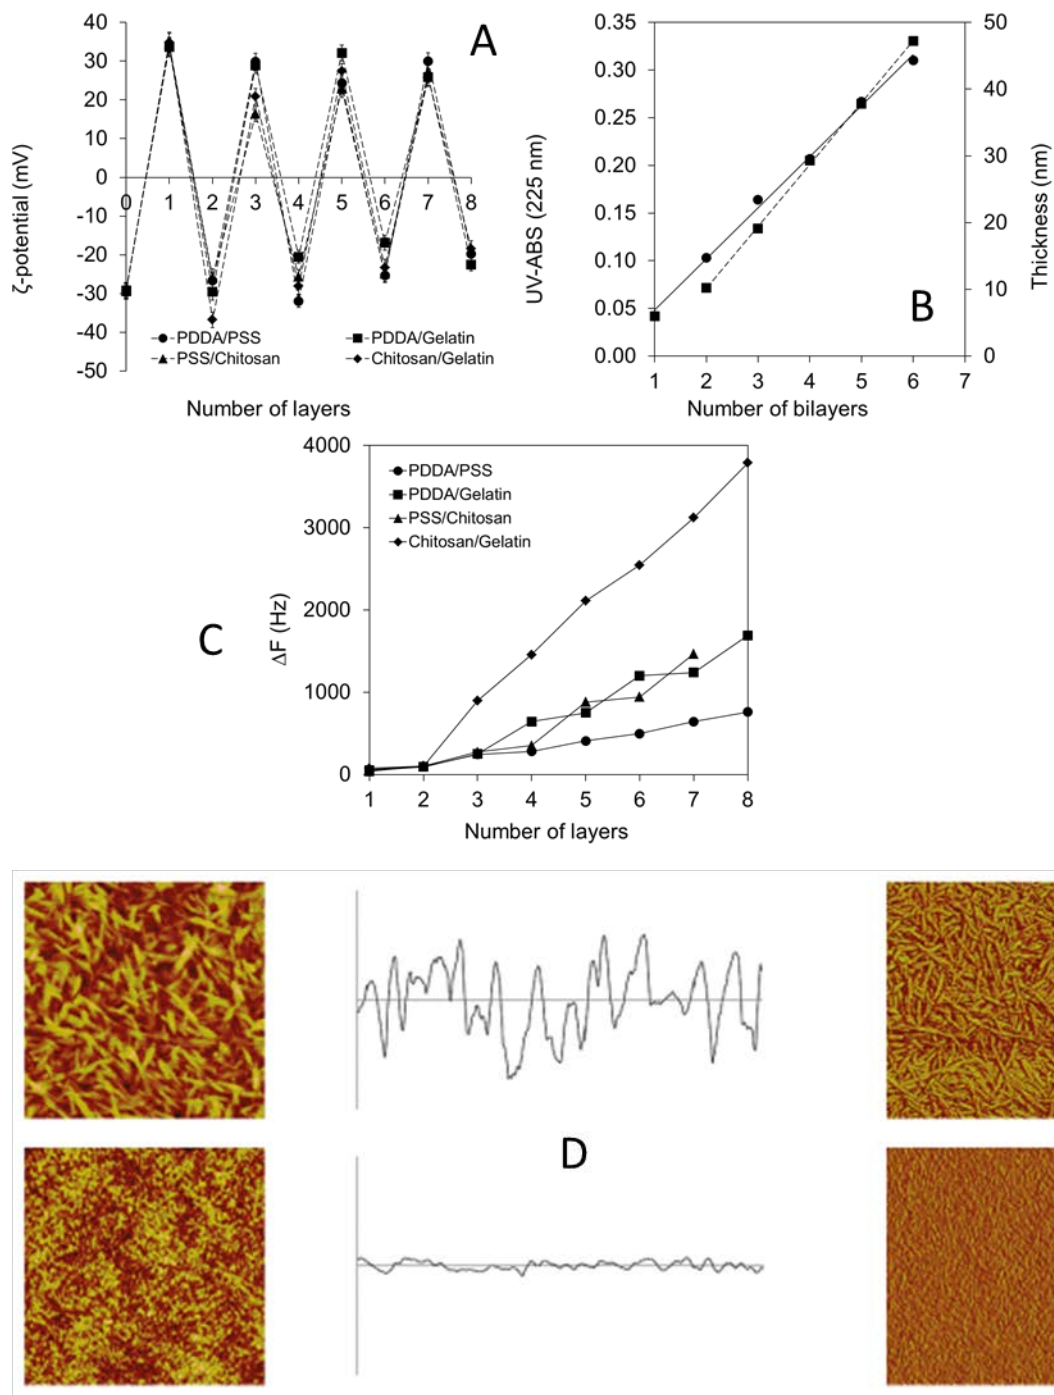 A
ζ-potential (mV)
40
30
20
10
0
-10
-20
-30
-40
-50
0 1 2 3 4 5 6 7 8
PDDA/PSS PDDA/Gelatin
PSS/Chitosan Chitosan/Gelatin
Number of layers
B
UV-ABS (225 nm)
0.35
0.30
0.25
0.20
0.15
0.10
0.05
0.00
50
40
30
20
10
0
Thickness (nm)
1 2 3 4 5 6 7
Number of bilayers
C
ΔF (Hz)
4000
3000
2000
1000
0
PDDA/PSS
PDDA/Gelatin
PSS/Chitosan
Chitosan/Gelatin
1 2 3 4 5 6 7 8
Number of layers
D